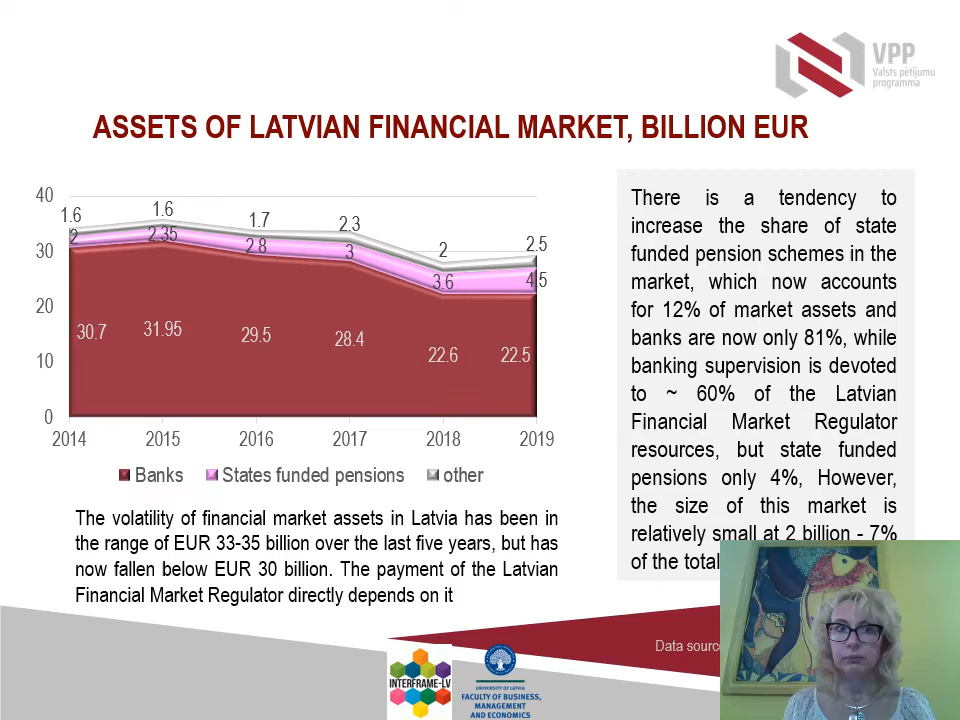 VPP
Valsts pētījumu
programma
ASSETS OF LATVIAN FINANCIAL MARKET, BILLION EUR
40
30
20
10
0
1.6
1.6
1.7
2.3
2
2.5
2
2.35
2.8
3
3.6
4.5
30.7
31.95
29.5
28.4
22.6
22.5
2014
2015
2016
2017
2018
2019
Banks
States funded pensions
other
The volatility of financial market assets in Latvia has been in
the range of EUR 33-35 billion over the last five years, but has
now fallen below EUR 30 billion. The payment of the Latvian
Financial Market Regulator directly depends on it
There is a tendency to
increase the share of state
funded pension schemes in the
market, which now accounts
for 12% of market assets and
banks are now only 81%, while
banking supervision is devoted
to ~ 60% of the Latvian
Financial Market Regulator
resources, but state funded
pensions only 4%, However,
the size of this market is
relatively small at 2 billion - 7%
of the total
Data source
INTERFRAME-LV
UNIVERSITY OF LATVIA
FACULTY OF BUSINESS,
MANAGEMENT
AND ECONOMICS